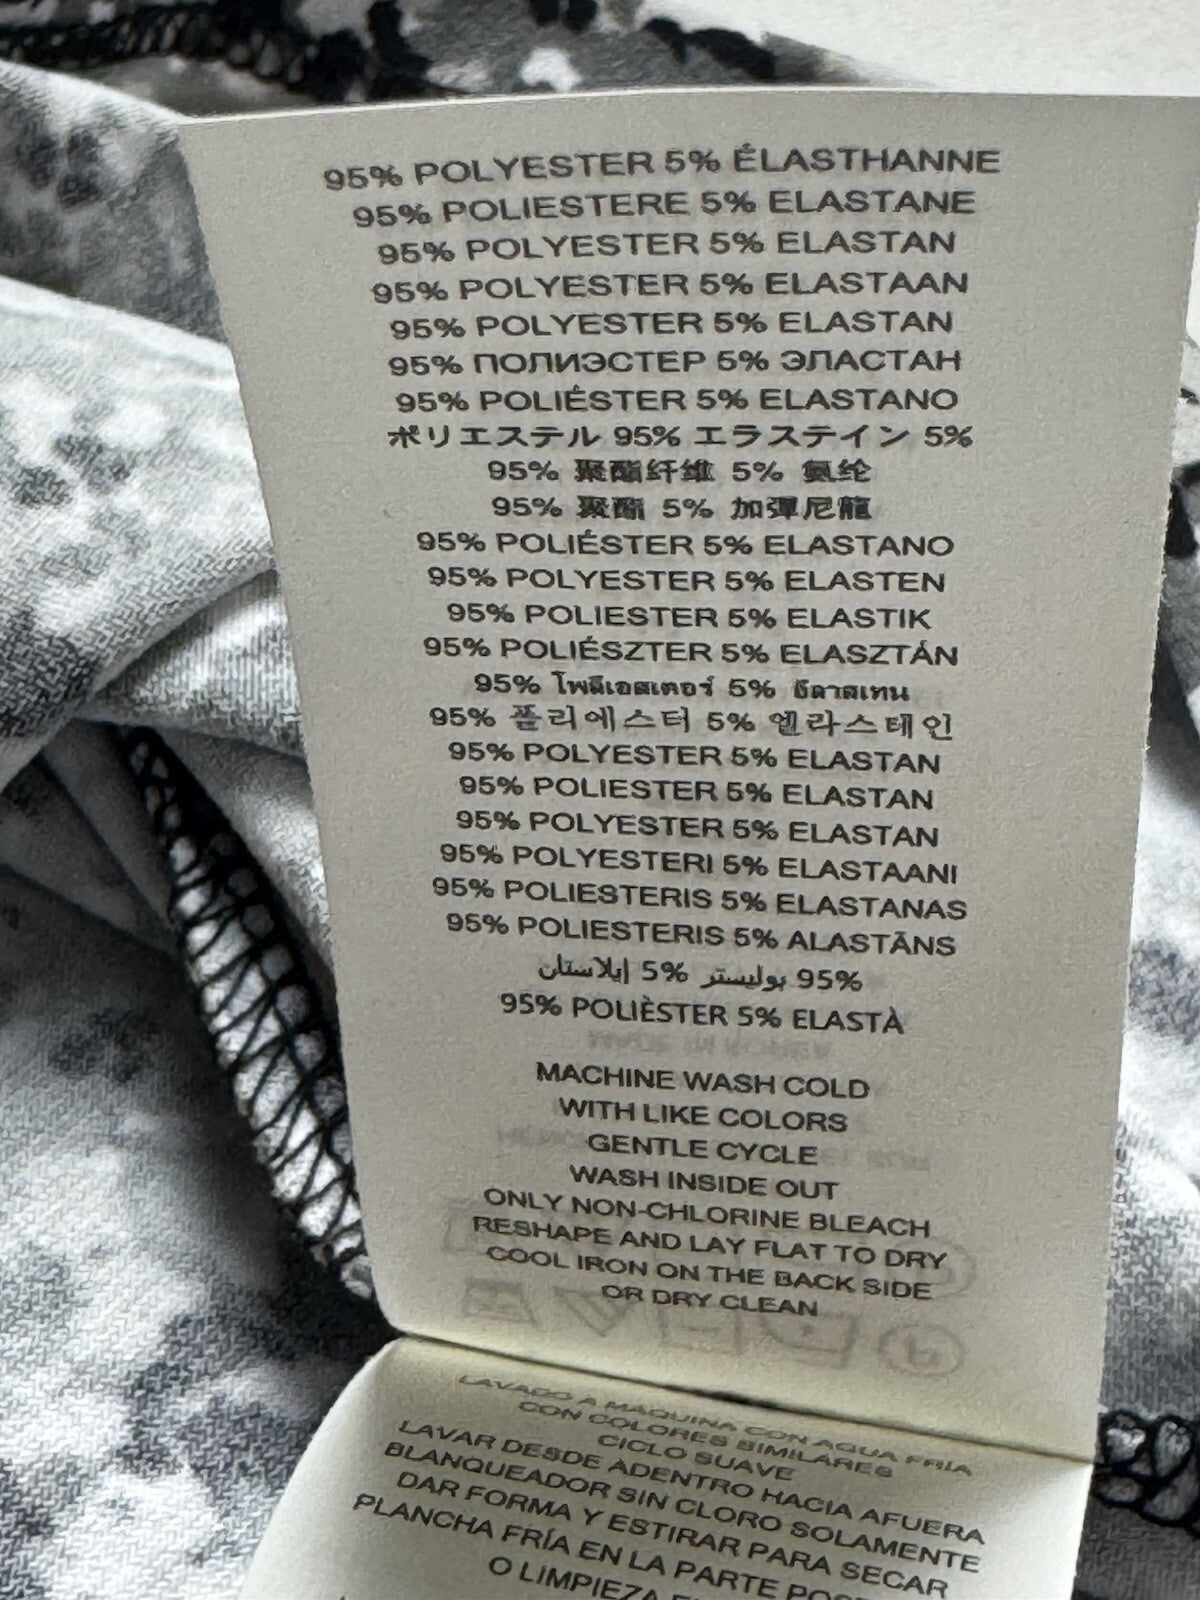 95% POLYESTER 5% ÉLASTHANNE
95% POLIESTERE 5% ELASTANE
95% POLYESTER 5% ELASTAN
95% POLYESTER 5% ELASTAAN
95% POLYESTER 5% ELASTAN
95% ПОЛИЭСТЕР 5% ЭЛАСТАН
95% POLIÉSTER 5% ELASTANO
ポリエステル 95% エラステイン 5%
95% 聚酯纤维 5% 氨纶
95% 聚酯 5% 加彈尼龍
95% POLIÉSTER 5% ELASTANO
95% POLYESTER 5% ELASTEN
95% POLIESTER 5% ELASTIK
95% POLIÉSZTER 5% ELASZTÁN
95% โพลีเอสเตอร์ 5% อีลาสเทน
95% 폴리에스터 5% 엘라스테인
95% POLYESTER 5% ELASTAN
95% POLIESTER 5% ELASTAN
95% POLYESTER 5% ELASTAN
95% POLYESTERI 5% ELASTAANI
95% POLIESTERIS 5% ELASTANAS
95% POLIESTERIS 5% ALASTĀNS
95% بوليستر 5% إيلاستان
95% POLIÈSTER 5% ELASTÀ
MACHINE WASH COLD
WITH LIKE COLORS
GENTLE CYCLE
WASH INSIDE OUT
ONLY NON-CHLORINE BLEACH
RESHAPE AND LAY FLAT TO DRY
COOL IRON ON THE BACK SIDE
OR DRY CLEAN
LAVADO A MAQUINA CON AGUA FRIA
CON COLORES SIMILARES
CICLO SUAVE
LAVAR DESDE ADENTRO HACIA AFUERA
BLANQUEADOR SIN CLORO SOLAMENTE
DAR FORMA Y ESTIRAR PARA SECAR
PLANCHA FRÍA EN LA PARTE
O LIMPIEZA